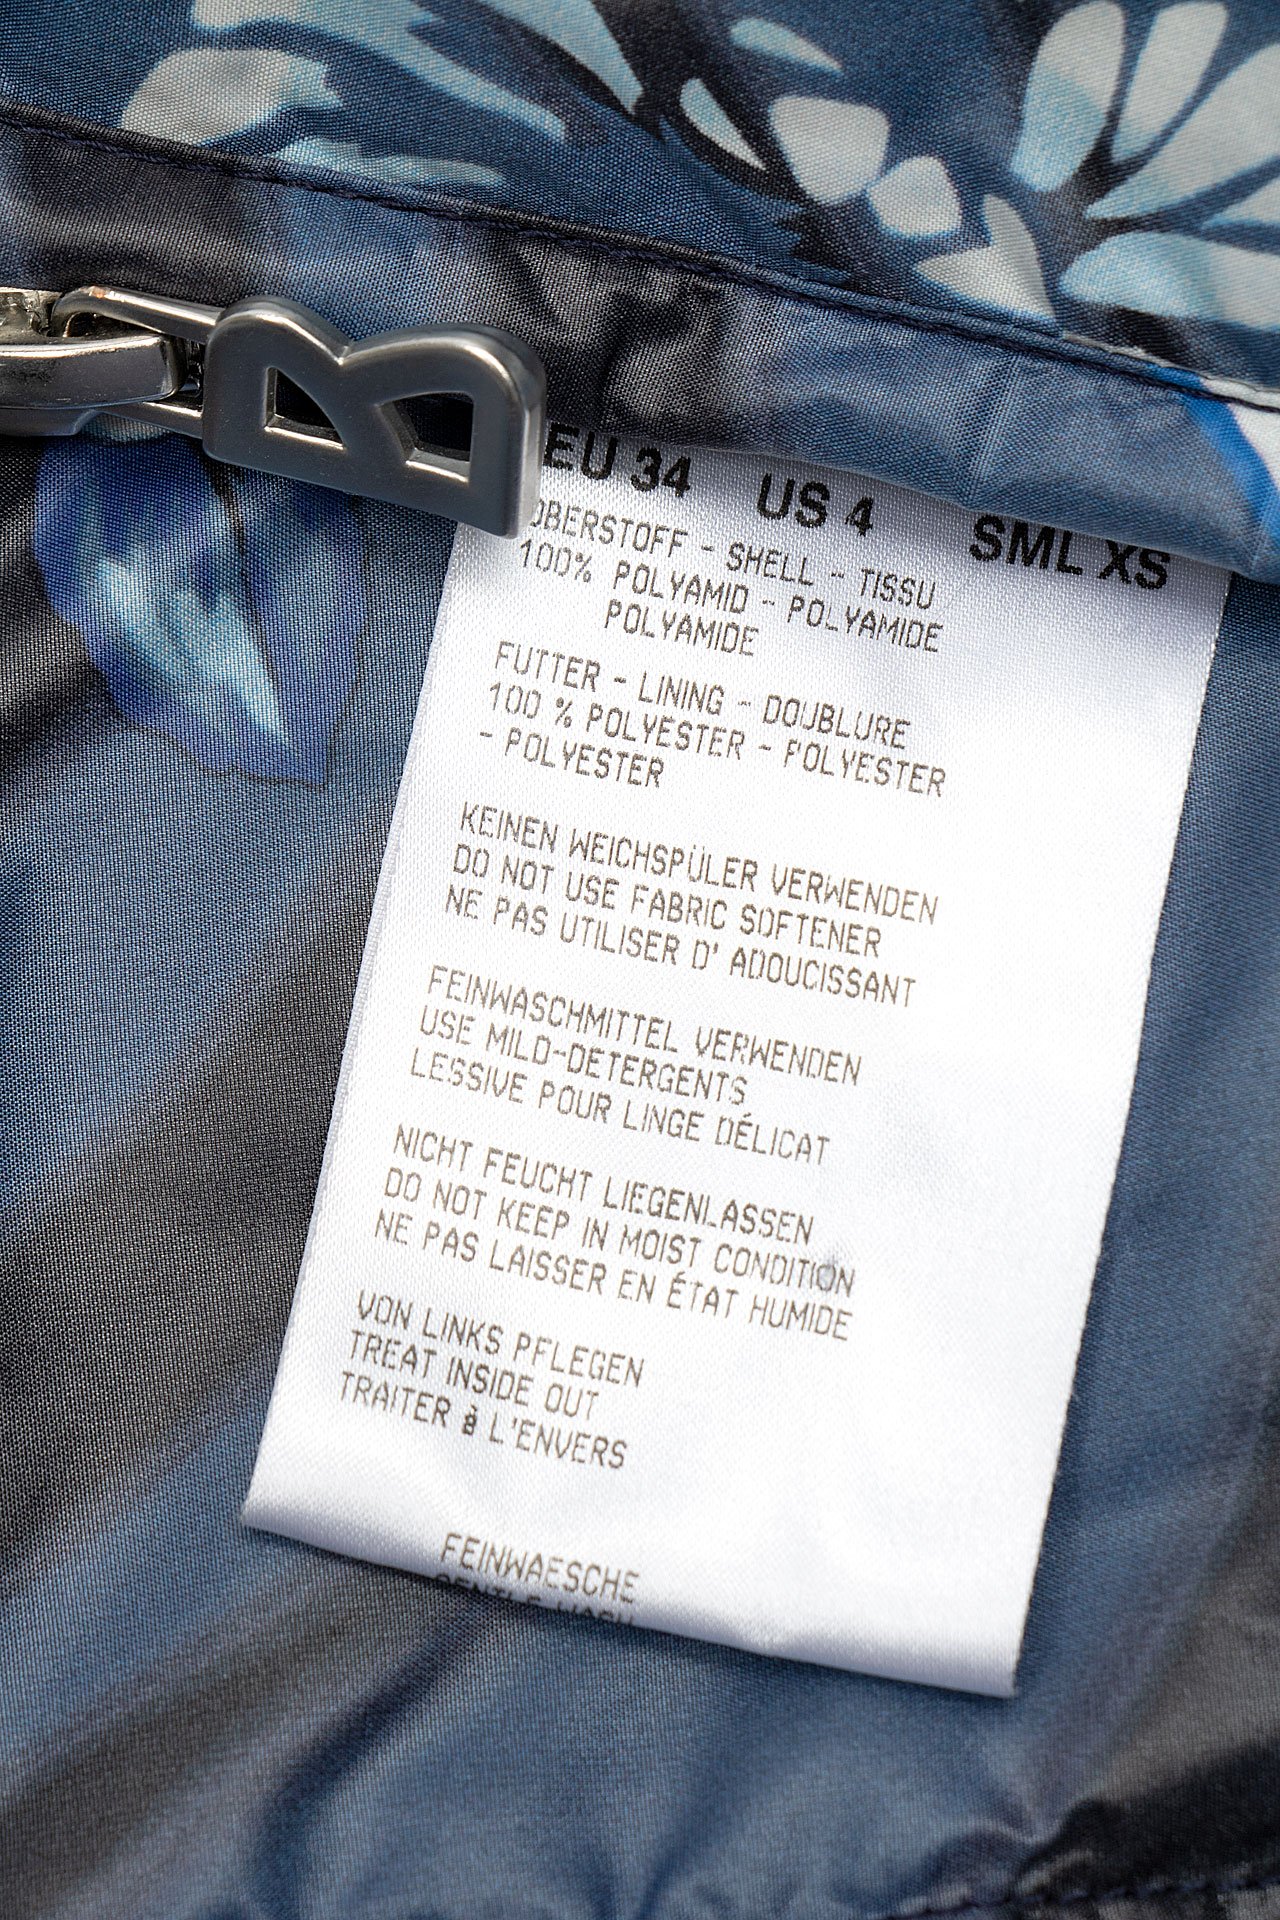 EU 34 US 4 SML XS
OBERSTOFF - SHELL - TISSU
100% POLYAMID - POLYAMIDE
POLYAMIDE
FUTTER - LINING - DOUBLURE
100 % POLYESTER - POLYESTER
- POLYESTER
KEINEN WEICHSPÜLER VERWENDEN
DO NOT USE FABRIC SOFTENER
NE PAS UTILISER D' ADOUCISSANT
FEINWASCHMITTEL VERWENDEN
USE MILD-DETERGENTS
LESSIVE POUR LINGE DÉLICAT
NICHT FEUCHT LIEGENLASSEN
DO NOT KEEP IN MOIST CONDITION
NE PAS LAISSER EN ÉTAT HUMIDE
VON LINKS PFLEGEN
TREAT INSIDE OUT
TRAITER à L'ENVERS
FEINWAESCHE
GENTLE WASH